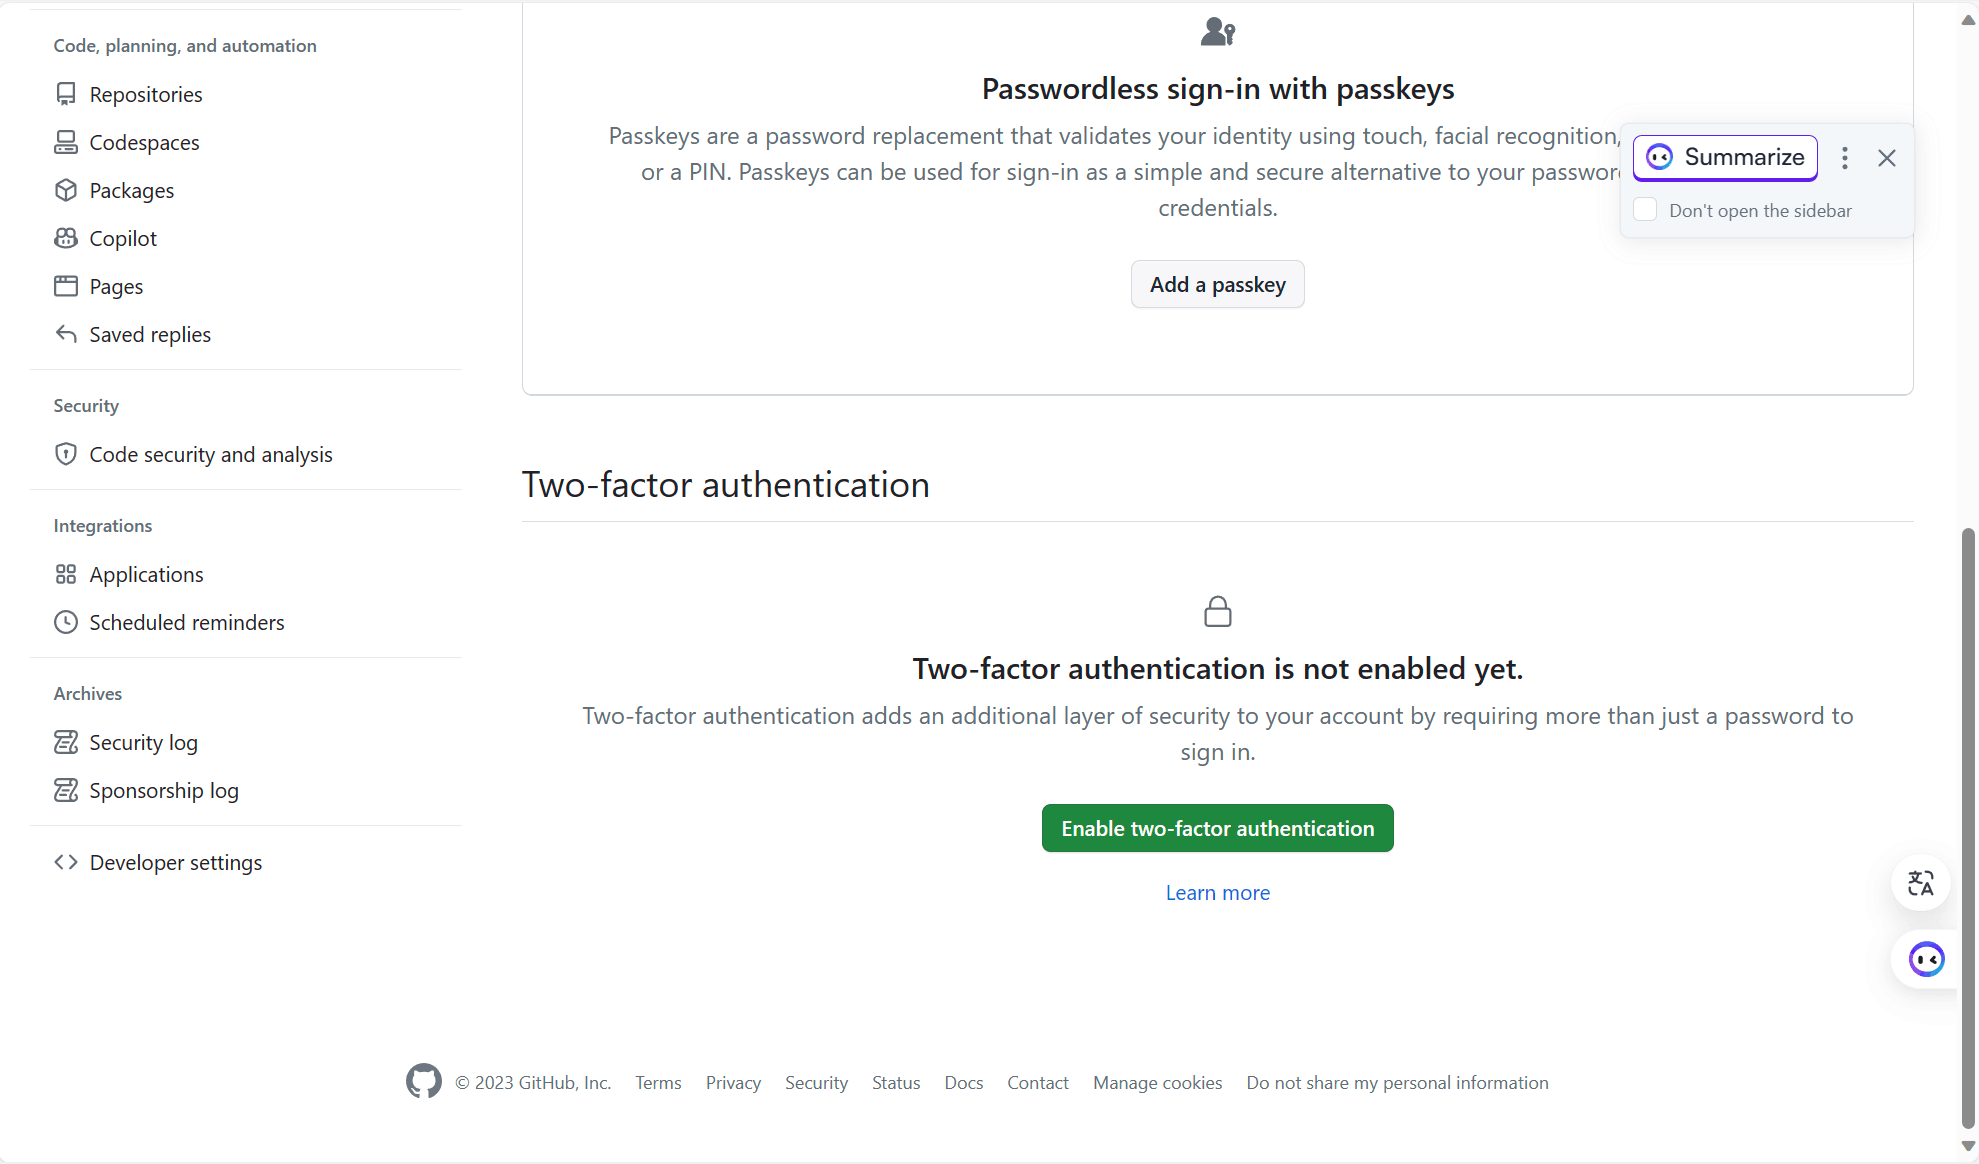 Code, planning, and automation
Repositories
Codespaces
Packages
Copilot
Pages
Saved replies
Security
Code security and analysis
Integrations
Applications
Scheduled reminders
Archives
Security log
Sponsorship log
Developer settings
Passwordless sign-in with passkeys
Passkeys are a password replacement that validates your identity using touch, facial recognition,
or a PIN. Passkeys can be used for sign-in as a simple and secure alternative to your
credentials.
Add a passkey
Summarize
Don't open the sidebar
Two-factor authentication
Two-factor authentication is not enabled yet.
Two-factor authentication adds an additional layer of security to your account by requiring more than just a password to
sign in.
Enable two-factor authentication
Learn more
© 2023 GitHub, Inc. Terms Privacy Security Status Docs Contact Manage cookies Do not share my personal information